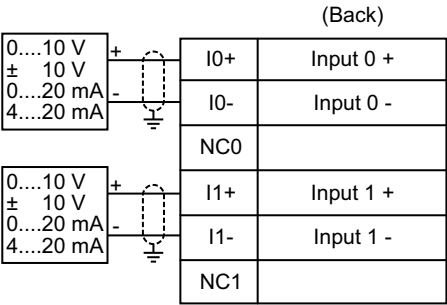 (Back)
0....10 V
± 10 V
0...20 mA
4....20 mA
+
-
I0+ Input 0 +
I0- Input 0 -
NC0
0....10 V
± 10 V
0...20 mA
4....20 mA
+
-
I1+ Input 1 +
I1- Input 1 -
NC1